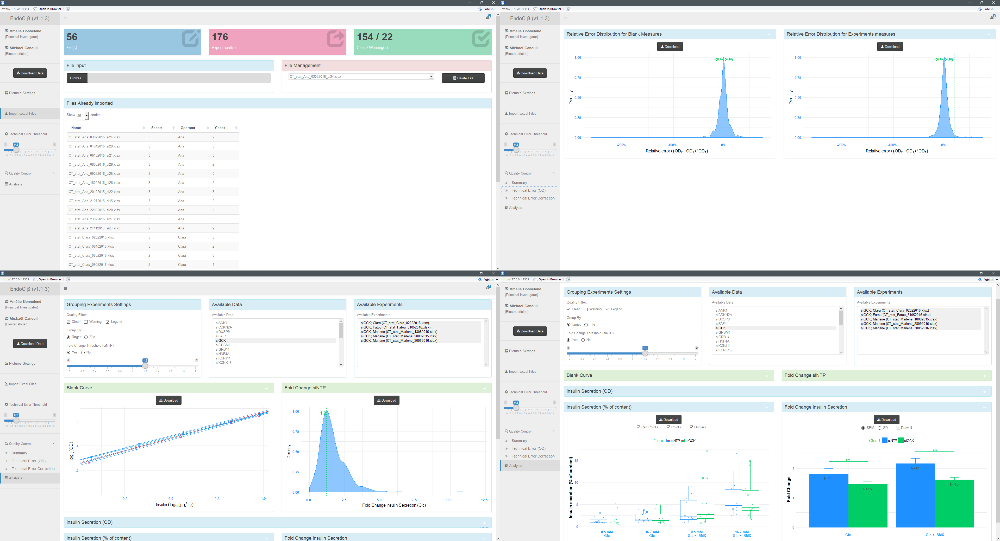 http://127.0.0.1:7383 Open in Browser Publish
EndoC β (v1.1.3)
Amélie Bonnefond
(Principal Investigator)
Mickaël Canouil
(Biostatistician)
Download Data
Pictures Settings
Import Excel Files
Technical Error Threshold
0 0.2 1
0 0.1 0.2 0.3 0.4 0.5 0.6 0.7 0.8 0.9 1
Quality Control
Analysis
2
56
File(s)
176
Experiment(s)
154 / 22
Clear / Warning(s)
File Input
Browse...
File Management
CT_stat_Ana_03022016_si24.xlsx
Delete File
Files Already Imported
Show 25 entries
Name Sheets Operator Check
CT_stat_Ana_03022016_si24.xlsx 3 Ana 2
CT_stat_Ana_04042016_si29.xlsx 3 Ana 3
CT_stat_Ana_06102015_si21.xlsx 3 Ana 3
CT_stat_Ana_08032016_si28.xlsx 3 Ana 2
CT_stat_Ana_09022016_si25.xlsx 3 Ana 0
CT_stat_Ana_16022016_si26.xlsx 3 Ana 2
CT_stat_Ana_20102015_si22.xlsx 3 Ana 3
CT_stat_Ana_21072015_si15.xlsx 3 Ana 2
CT_stat_Ana_22092015_si20.xlsx 3 Ana 2
CT_stat_Ana_23022016_si27.xlsx 3 Ana 3
CT_stat_Ana_24112015_si23.xlsx 2 Ana 2
CT_stat_Clara_02022016.xlsx 3 Clara 3
CT_stat_Clara_06102015.xlsx 3 Clara 2
CT_stat_Clara_08022016.xlsx 2 Clara 0
CT_stat_Clara_09052016.xlsx 2 Clara 1
http://127.0.0.1:7383 Open in Browser Publish
EndoC β (v1.1.3)
Amélie Bonnefond
(Principal Investigator)
Mickaël Canouil
(Biostatistician)
Download Data
Pictures Settings
Import Excel Files
Technical Error Threshold
0 0.2 1
0 0.1 0.2 0.3 0.4 0.5 0.6 0.7 0.8 0.9 1
Quality Control
Summary
Technical Error (OD)
Technical Error Correction
Analysis
2
Relative Error Distribution for Blank Measures
Download
-20% 20%
1.00
0.75
0.50
0.25
0.00
Density
-200% -100% 0%
Relative error ((OD2 − OD1)/OD1)
Relative Error Distribution for Experiments measures
Download
-20% 20%
1.00
0.75
0.50
0.25
0.00
Density
-200% -100% 0%
Relative error ((OD2 − OD1)/OD1)
http://127.0.0.1:7383 Open in Browser Publish
EndoC β (v1.1.3)
Amélie Bonnefond
(Principal Investigator)
Mickaël Canouil
(Biostatistician)
Download Data
Pictures Settings
Import Excel Files
Technical Error Threshold
0 0.2 1
0 0.1 0.2 0.3 0.4 0.5 0.6 0.7 0.8 0.9 1
Quality Control
Summary
Technical Error (OD)
Technical Error Correction
Analysis
2
Grouping Experiments Settings
Quality Filter:
Clear! Warning! Legend
Group By:
Target File
Fold Change Threshold (siNTP):
Yes No
0 1.2 2
0 0.2 0.4 0.6 0.8 1 1.2 1.4 1.6 1.8 2
Available Data
Available Data:
siANK1
siCDKN2A
siDUSP9
siFAF1
siGCK
siGPSM1
siGRB14
siHNF4A
siKCNJ11
siKCNK16
Available Experiments
Available Experiments:
siGCK; Clara (CT_stat_Clara_02022016.xlsx)
siGCK; Fatou (CT_stat_Fatou_31052016.xlsx)
siGCK; Marlene (CT_stat_Marlene_18082015.xlsx)
siGCK; Marlene (CT_stat_Marlene_28092015.xlsx)
siGCK; Marlene (CT_stat_Marlene_30052016.xlsx)
Blank Curve
Download
0
-1
-2
log10(OD)
-0.5 0.0 0.5 1.0
Insulin (log10(µg/L))
Fold Change siNTP
Download
1.2
1.00
0.75
0.50
0.25
0.00
Density
0.0 2.5 5.0 7.5 10.0 12.5
Fold Change Insulin Secretion (Glc)
Insulin Secretion (OD)
Insulin Secretion (% of content)
Fold Change Insulin Secretion
http://127.0.0.1:7383 Open in Browser Publish
Amélie Bonnefond
(Principal Investigator)
Mickaël Canouil
(Biostatistician)
Download Data
Pictures Settings
Import Excel Files
Technical Error Threshold
0 0.2 1
0 0.1 0.2 0.3 0.4 0.5 0.6 0.7 0.8 0.9 1
Quality Control
Summary
Technical Error (OD)
Technical Error Correction
Analysis
Grouping Experiments Settings
Quality Filter:
Clear! Warning! Legend
Group By:
Target File
Fold Change Threshold (siNTP):
Yes No
0 1.2 2
0 0.2 0.4 0.6 0.8 1 1.2 1.4 1.6 1.8 2
Available Data
Available Data:
siANK1
siCDKN2A
siDUSP9
siFAF1
siGCK
siGPSM1
siGRB14
siHNF4A
siKCNJ11
siKCNK16
Available Experiments
Available Experiments:
siGCK; Clara (CT_stat_Clara_02022016.xlsx)
siGCK; Fatou (CT_stat_Fatou_31052016.xlsx)
siGCK; Marlene (CT_stat_Marlene_18082015.xlsx)
siGCK; Marlene (CT_stat_Marlene_28092015.xlsx)
siGCK; Marlene (CT_stat_Marlene_30052016.xlsx)
Blank Curve
Fold Change siNTP
Insulin Secretion (OD)
Insulin Secretion (% of content)
Download
Red Points Points Outliers
Clear! siNTP siGCK
15
10
5
0
Insulin secretion (% of content)
0.5 mM 16.7 mM 0.5 mM 16.7 mM
Glc Glc Glc + IBMX Glc + IBMX
Fold Change Insulin Secretion
Download
SEM SD Draw N
Clear! siNTP siGCK
ns **
N=14 N=15 N=14 N=15
2
1
0
Fold Change
Glc Glc + IBMX